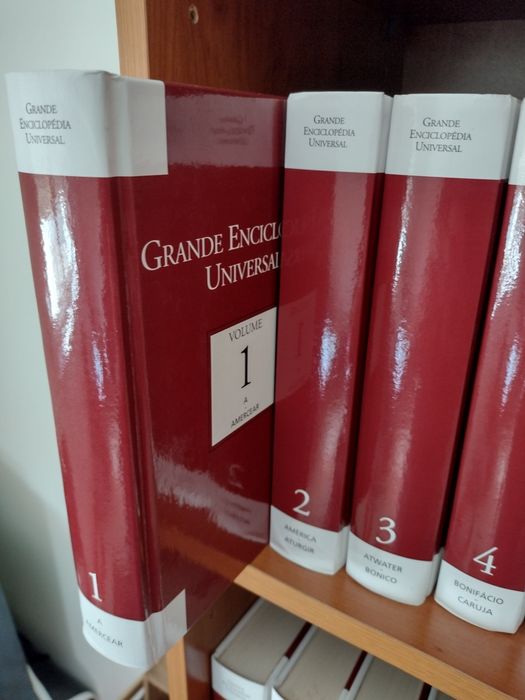 GRANDE
ENCICLOPÉDIA
UNIVERSAL
1
A
-
AMERCEAR
GRANDE ENCICLO
UNIVERSAL
VOLUME
1
A
-
AMERCEAR
GRANDE
ENCICLOPÉDIA
UNIVERSAL
2
AMÉRICA
-
ATURGIR
GRANDE
ENCICLOPÉDIA
UNIVERSAL
3
ATWATER
-
BONICO
4
BONIFÁCIO
-
CARUJA